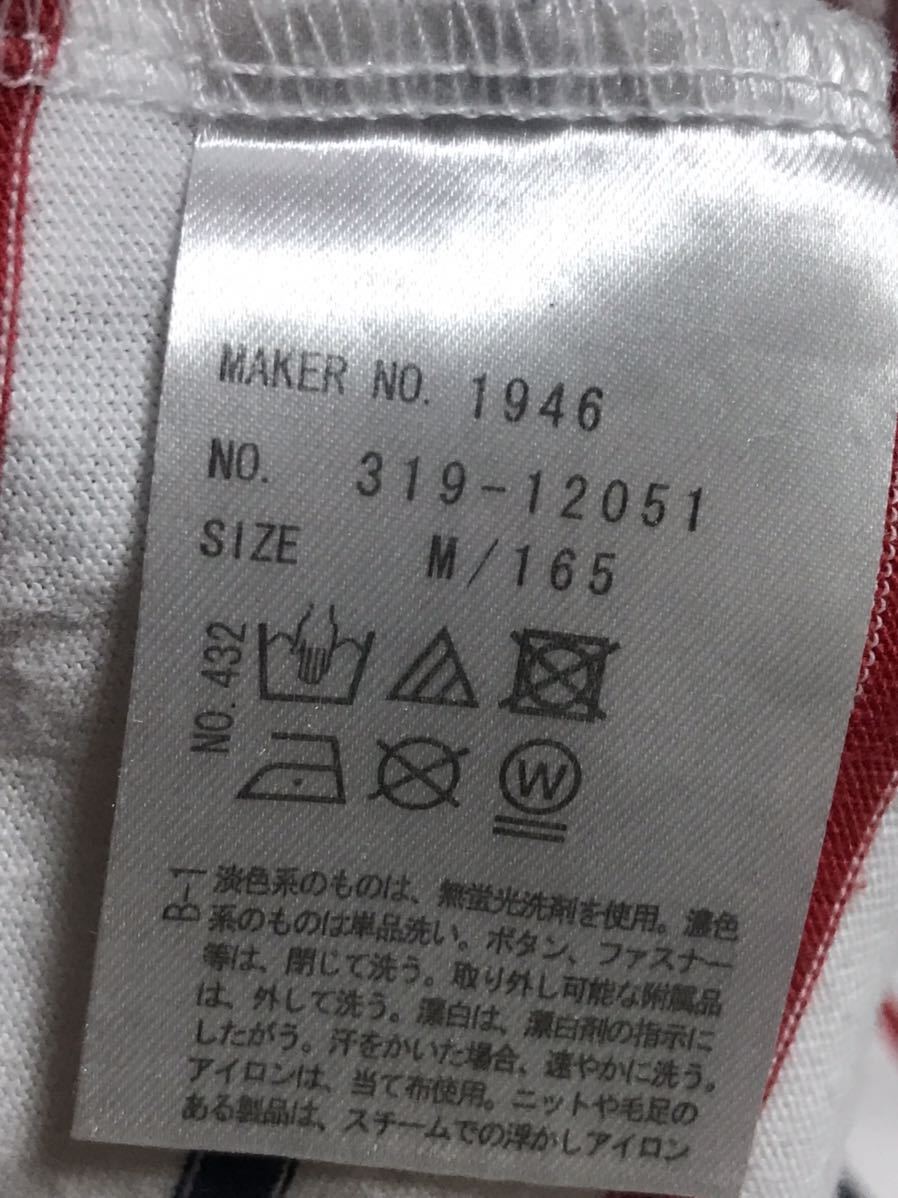 MAKER NO. 1946
NO. 319-12051
SIZE M/165
NO. 432
W
B-1
淡色系のものは、無蛍光洗剤を使用。濃色
系のものは単品洗い。ボタン、ファスナー
等は、閉じて洗う。取り外し可能な附属品
は、外して洗う。漂白は、漂白剤の指示に
したがう。汗をかいた場合、速やかに洗う。
アイロンは、当て布使用。ニットや毛足の
ある製品は、スチームでの浮かしアイロン